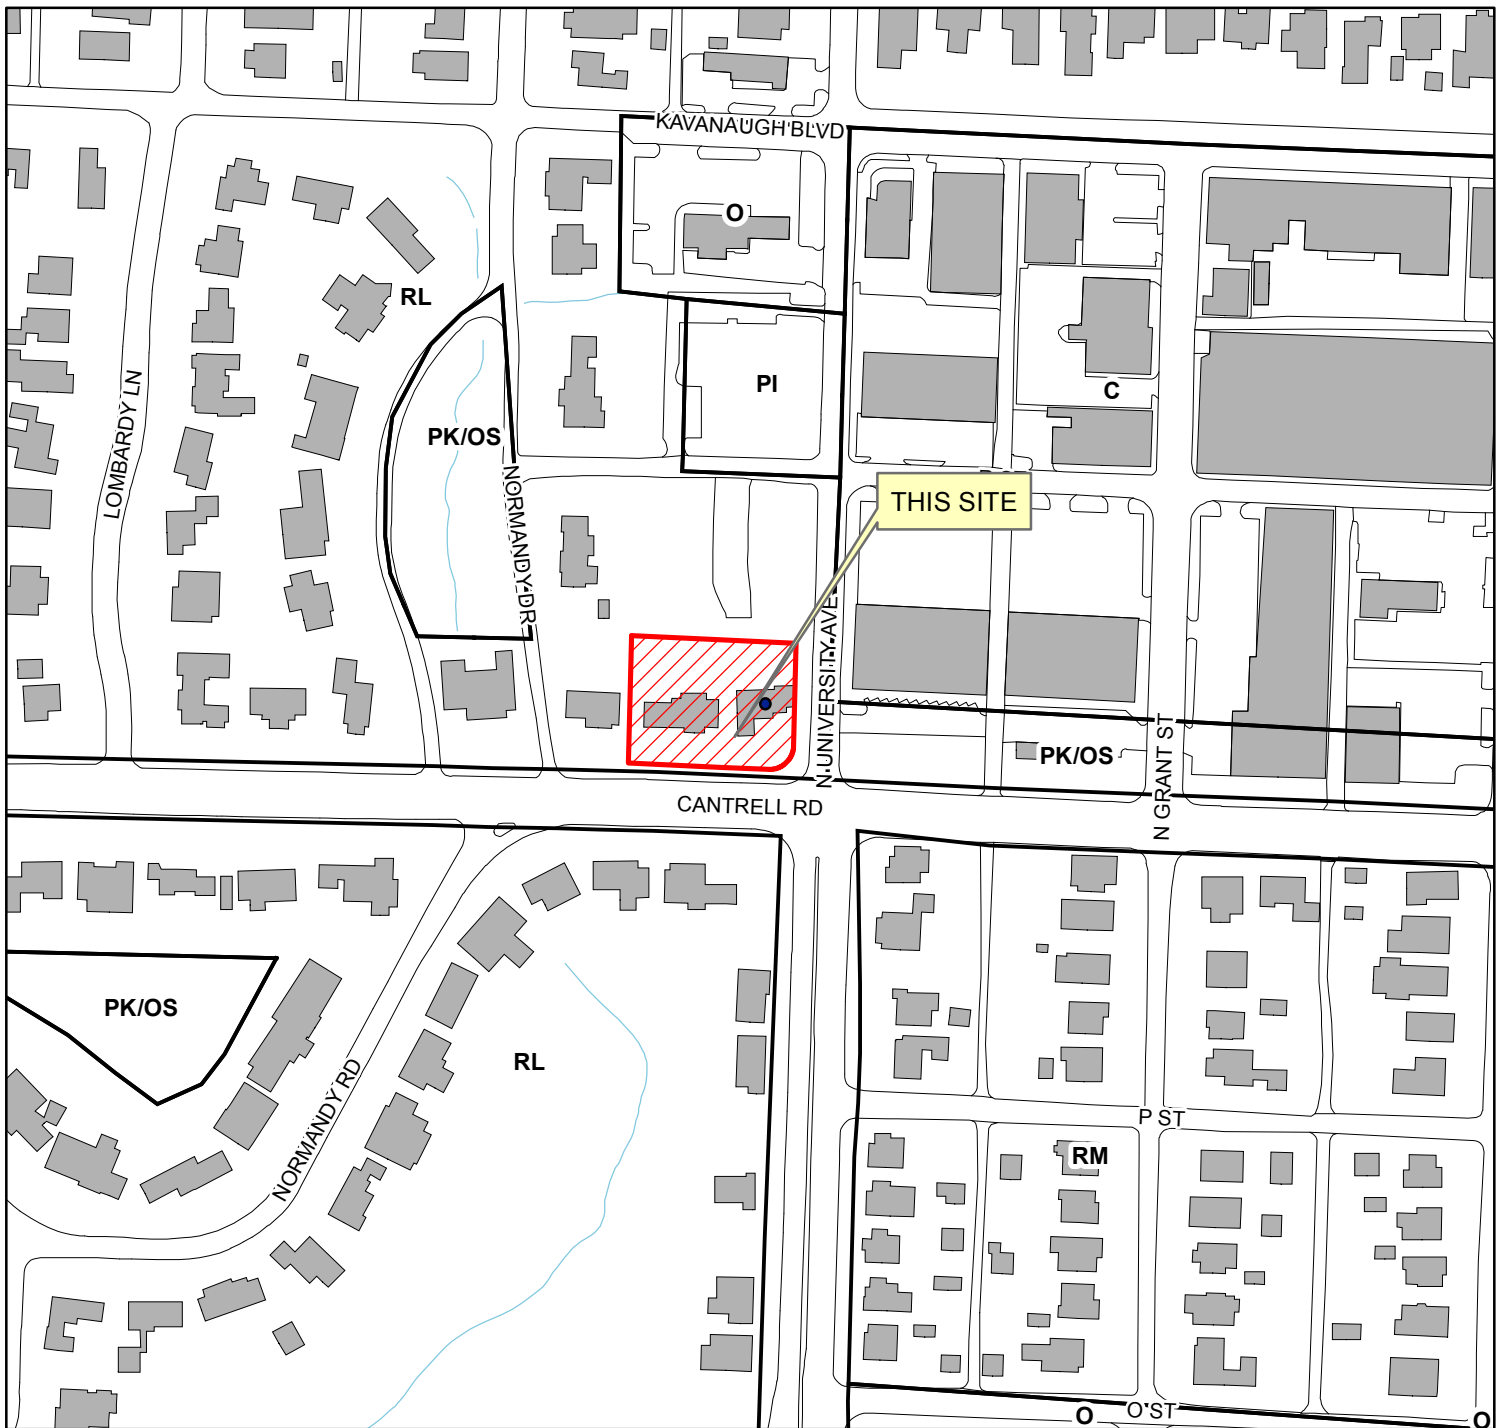 KAVANAUGH BLVD
O
RL
PI
C
PK/OS
LOMBARDY LN
NORMANDY DR
THIS SITE
N UNIVERSITY AVE
N GRANT ST
PK/OS
CANTRELL RD
PK/OS
RL
NORMANDY RD
P ST
RM
O ST
O
O